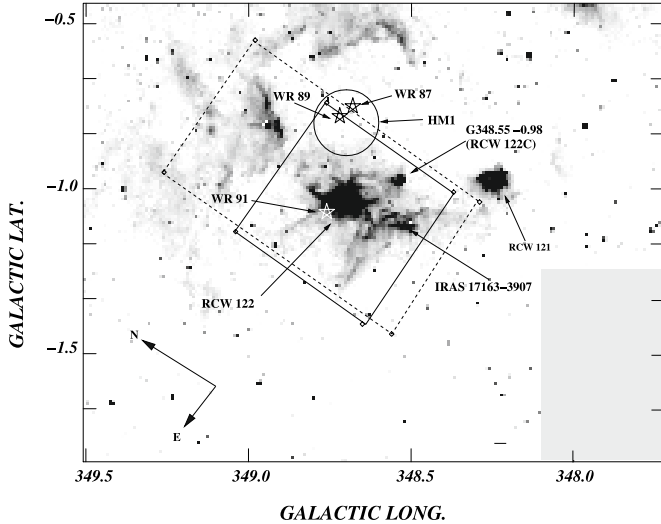 −0.5
WR 87
WR 89
HM1
G348.55 −0.98
(RCW 122C)
−1.0
WR 91
RCW 121
RCW 122
IRAS 17163−3907
GALACTIC LAT.
−1.5
N
E
349.5
349.0
348.5
348.0
GALACTIC LONG.